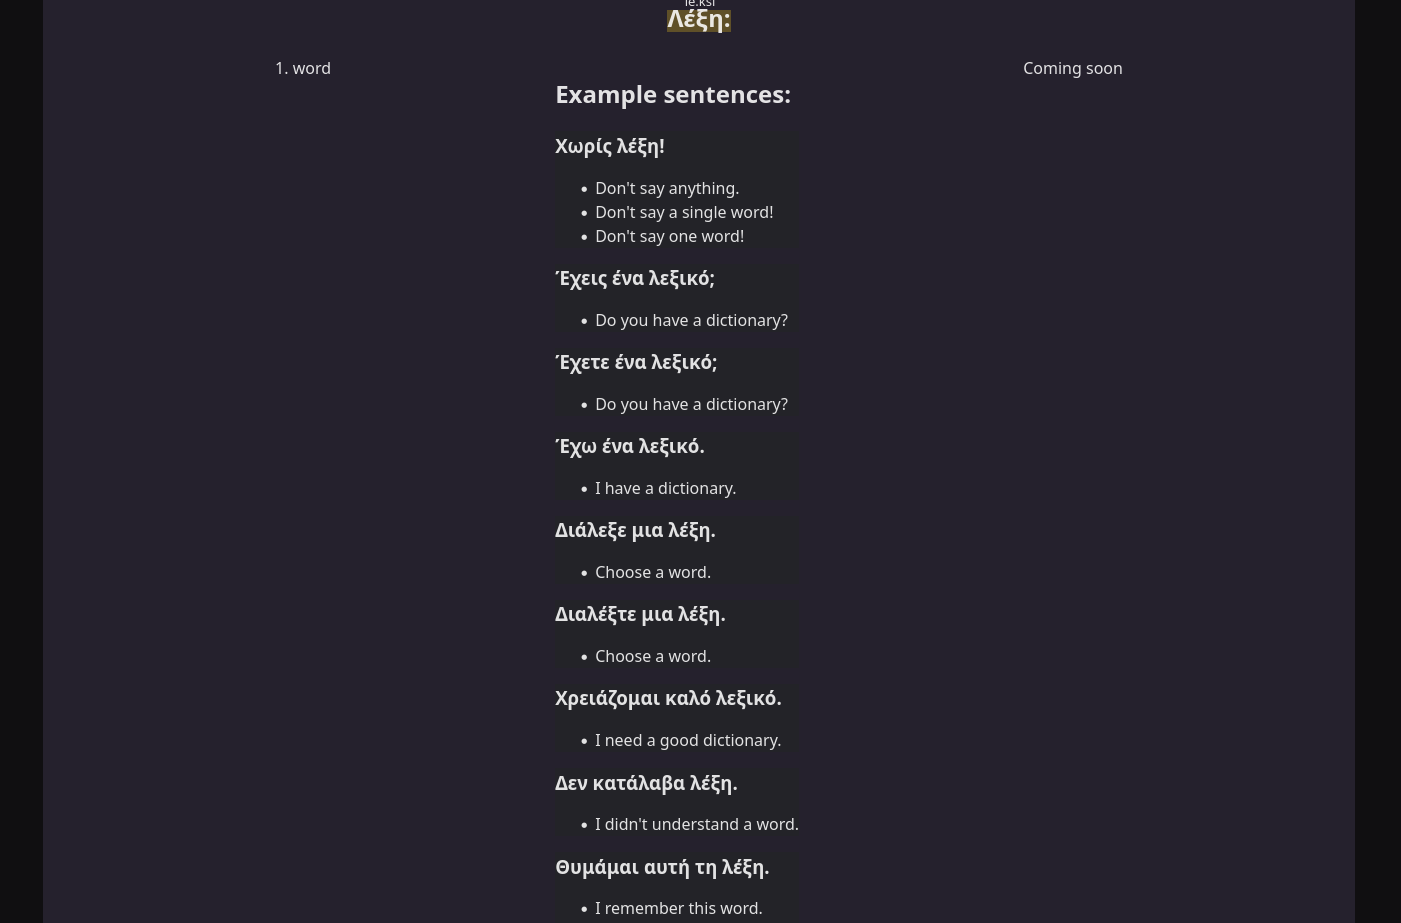 le.ksi
Λέξη:
1. word
Coming soon
Example sentences:
Χωρίς λέξη!
• Don't say anything.
• Don't say a single word!
• Don't say one word!
Έχεις ένα λεξικό;
• Do you have a dictionary?
Έχετε ένα λεξικό;
• Do you have a dictionary?
Έχω ένα λεξικό.
• I have a dictionary.
Διάλεξε μια λέξη.
• Choose a word.
Διαλέξτε μια λέξη.
• Choose a word.
Χρειάζομαι καλό λεξικό.
• I need a good dictionary.
Δεν κατάλαβα λέξη.
• I didn't understand a word.
Θυμάμαι αυτή τη λέξη.
• I remember this word.